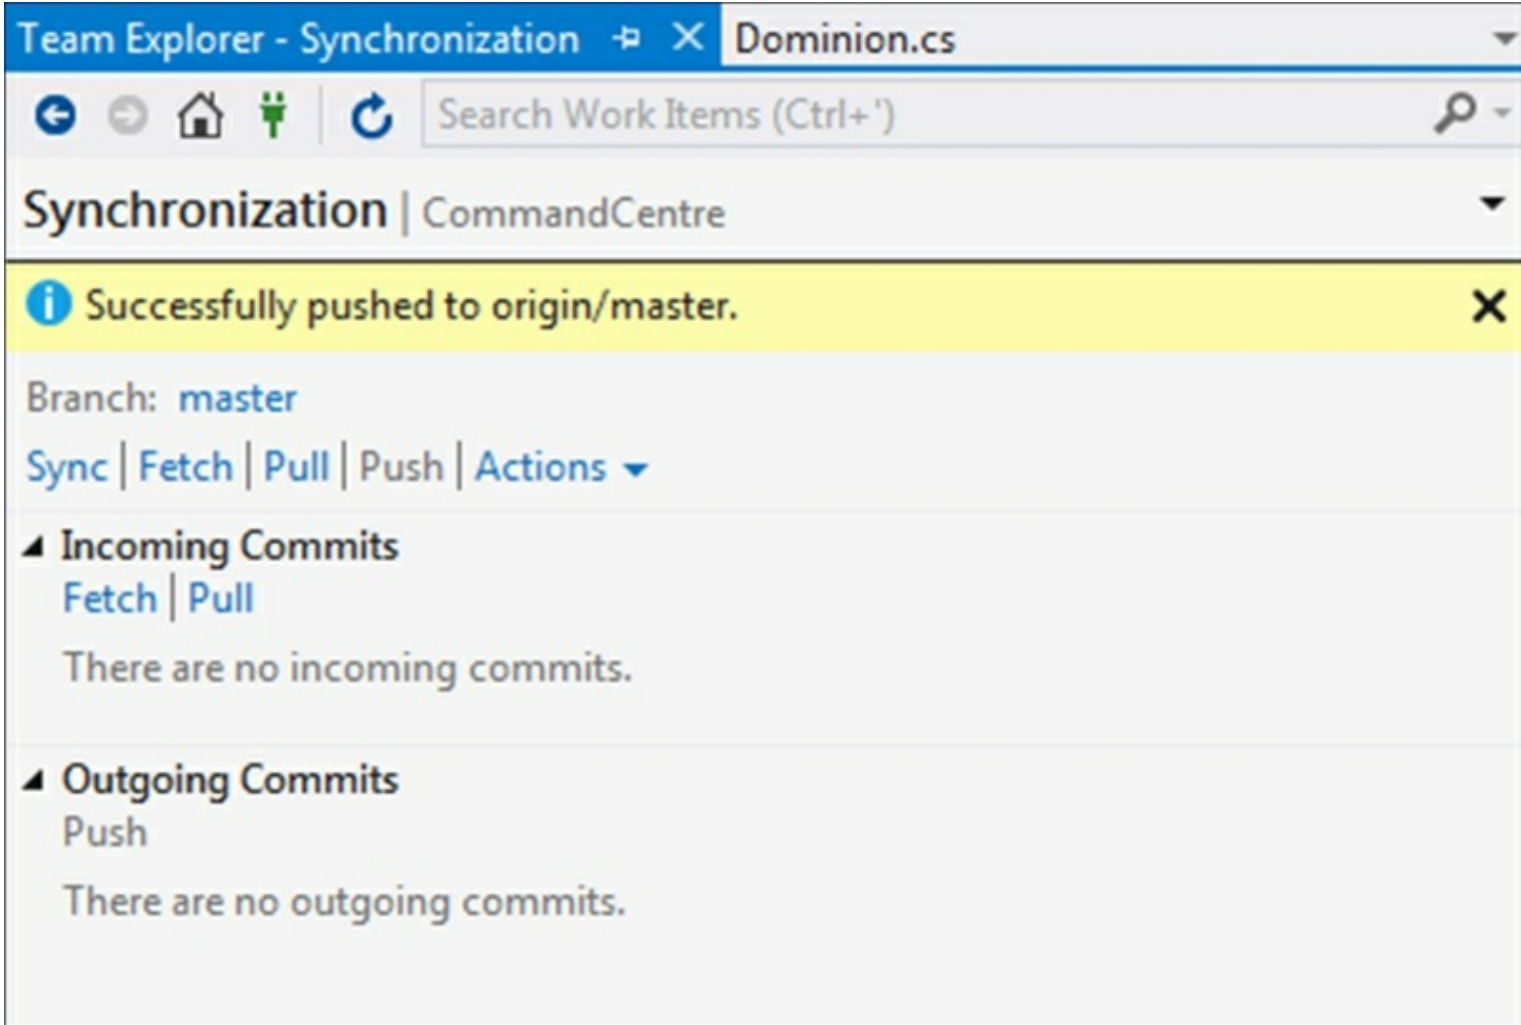 Team Explorer - Synchronization Dominion.cs
Search Work Items (Ctrl+')
Synchronization | CommandCentre
Successfully pushed to origin/master.
Branch: master
Sync | Fetch | Pull | Push | Actions
Incoming Commits
Fetch | Pull
There are no incoming commits.
Outgoing Commits
Push
There are no outgoing commits.